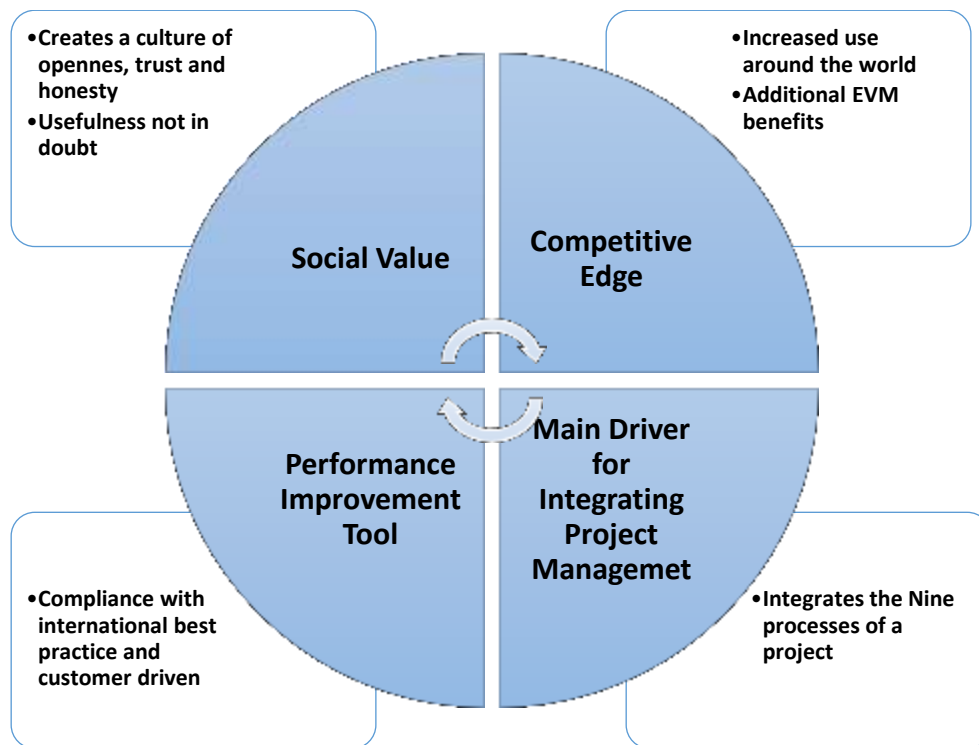 •Creates a culture of
opennes, trust and
honesty
•Usefulness not in
doubt
•Increased use
around the world
•Additional EVM
benefits
Social Value
Competitive
Edge
Performance
Improvement
Tool
Main Driver
for
Integrating
Project
Managemet
•Compliance with
international best
practice and
customer driven
•Integrates the Nine
processes of a
project